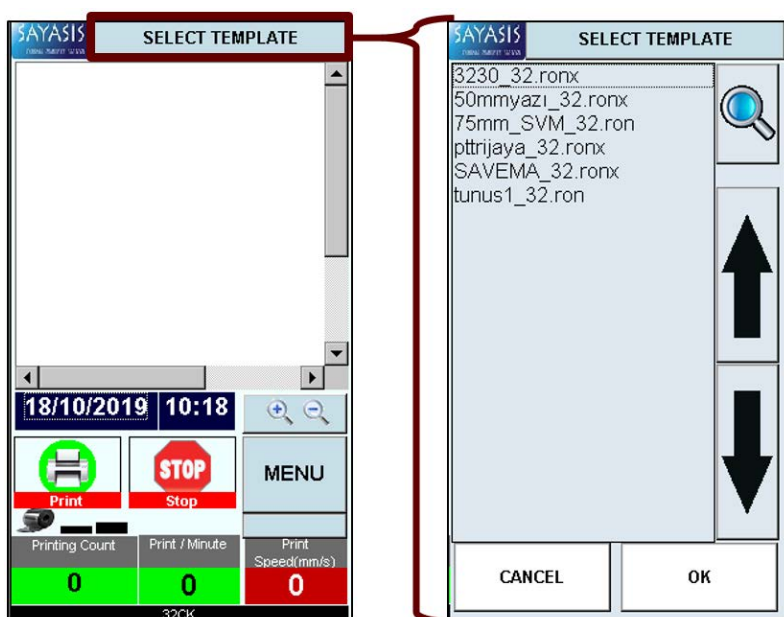 SAYASIS
SELECT TEMPLATE
18/10/2019 10:18
STOP
Print
Stop
MENU
Printing Count
Print / Minute
Print
Speed(mm/s)
0
0
0
32CK
SAYASIS
SELECT TEMPLATE
3230_32.ronx
50mmyazı_32.ronx
75mm_SVM_32.ron
pttrijaya_32.ronx
SAVEMA_32.ronx
tunus1_32.ron
CANCEL
OK